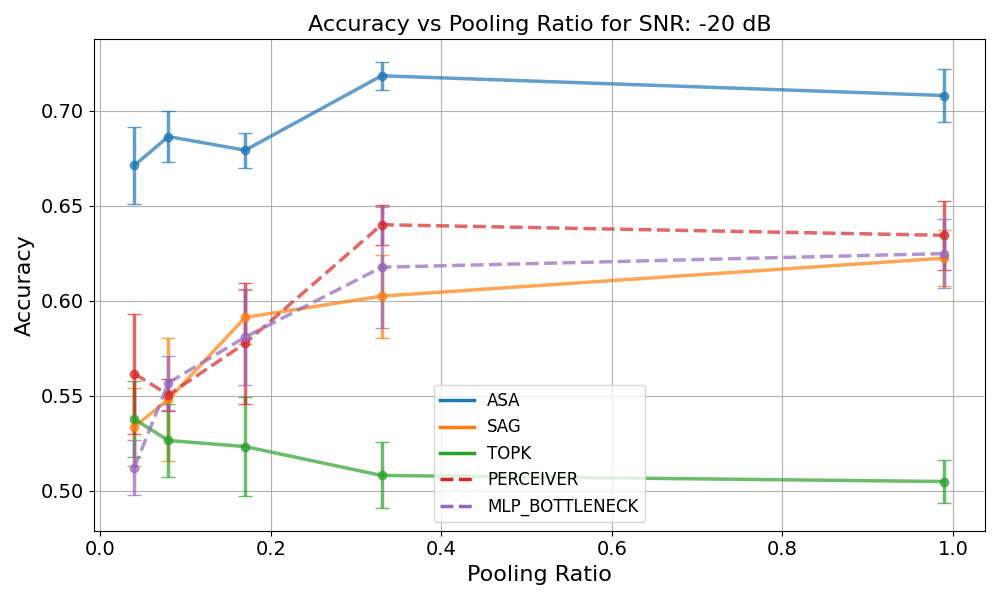 Accuracy vs Pooling Ratio for SNR: -20 dB
Accuracy
0.70
0.65
0.60
0.55
0.50
ASA
SAG
TOPK
PERCEIVER
MLP_BOTTLENECK
0.0 0.2 0.4 0.6 0.8 1.0
Pooling Ratio